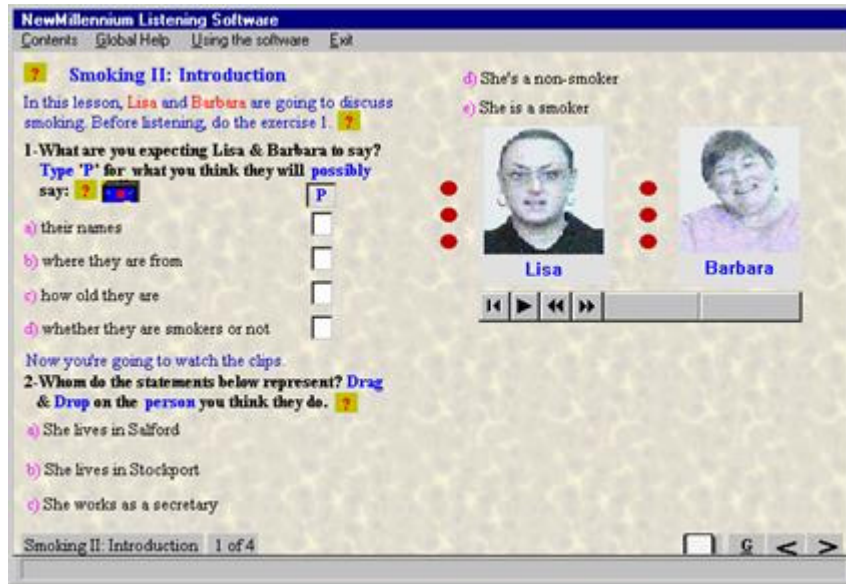 NewMillennium Listening Software
Contents Global Help Using the software Exit
? Smoking II: Introduction
In this lesson, Lisa and Barbara are going to discuss
smoking. Before listening, do the exercise 1. ?
1-What are you expecting Lisa & Barbara to say?
Type 'P' for what you think they will possibly
say: ?
P
a) their names
b) where they are from
c) how old they are
d) whether they are smokers or not
Now you're going to watch the clips.
2-Whom do the statements below represent? Drag
& Drop on the person you think they do. ?
a) She lives in Salford
b) She lives in Stockport
c) She works as a secretary
d) She's a non-smoker
e) She is a smoker
Lisa
Barbara
Smoking II: Introduction 1 of 4
G < >